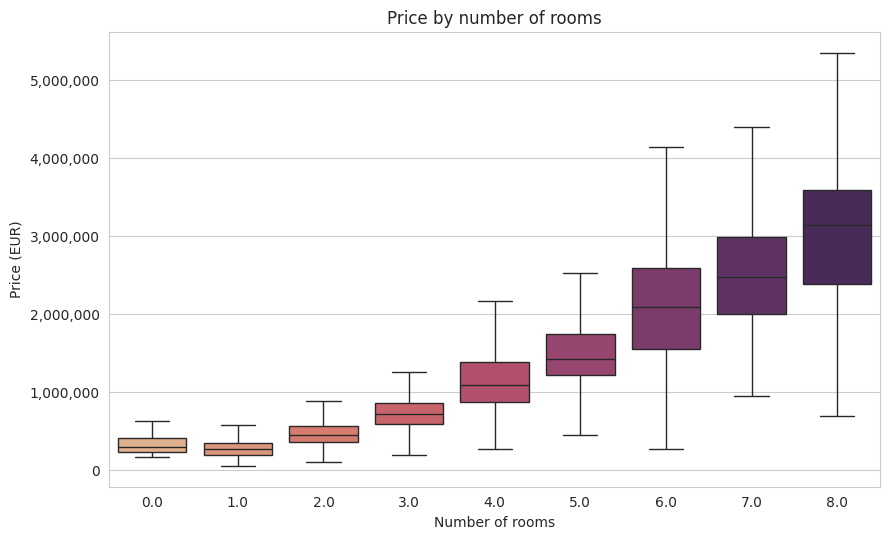 Price by number of rooms
Price (EUR)
5,000,000
4,000,000
3,000,000
2,000,000
1,000,000
0
0.0 1.0 2.0 3.0 4.0 5.0 6.0 7.0 8.0
Number of rooms